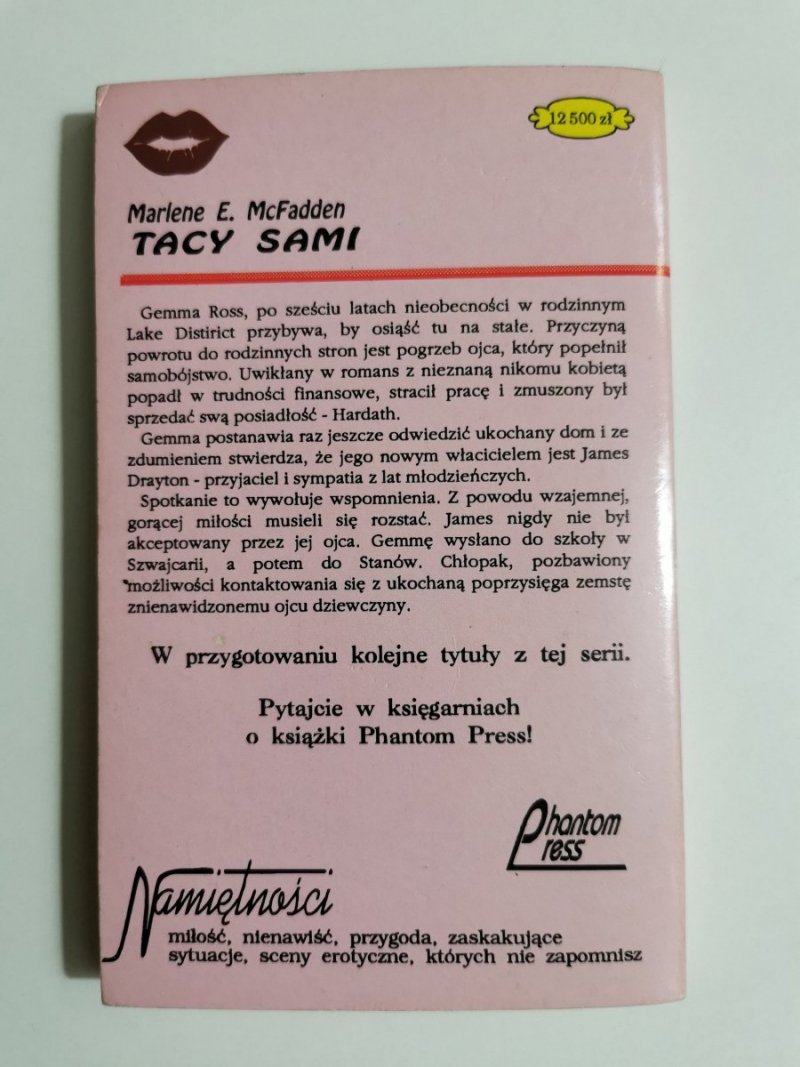 12 500 zł
Marlene E. McFadden
TACY SAMI
Gemma Ross, po sześciu latach nieobecności w rodzinnym
Lake Distirict przybywa, by osiąść tu na stałe. Przyczyną
powrotu do rodzinnych stron jest pogrzeb ojca, który popełnił
samobójstwo. Uwikłany w romans z nieznaną nikomu kobietą
popadł w trudności finansowe, stracił pracę i zmuszony był
sprzedać swą posiadłość - Hardath.
Gemma postanawia raz jeszcze odwiedzić ukochany dom i ze
zdumieniem stwierdza, że jego nowym włacicielem jest James
Drayton - przyjaciel i sympatia z lat młodzieńczych.
Spotkanie to wywołuje wspomnienia. Z powodu wzajemnej,
gorącej miłości musieli się rozstać. James nigdy nie był
akceptowany przez jej ojca. Gemmę wysłano do szkoły w
Szwajcarii, a potem do Stanów. Chłopak, pozbawiony
możliwości kontaktowania się z ukochaną poprzysięga zemstę
znienawidzonemu ojcu dziewczyny.
W przygotowaniu kolejne tytuły z tej serii.
Pytajcie w księgarniach
o książki Phantom Press!
Phantom
Press
Namiętności
miłość, nienawiść, przygoda, zaskakujące
sytuacje, sceny erotyczne, których nie zapomnisz